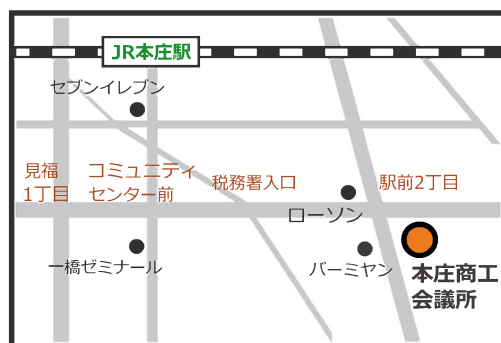 JR本庄駅
セブンイレブン
見福
1丁目
コミュニティ
センター前
税務署入口
駅前2丁目
ローソン
一橋ゼミナール
バーミヤン
本庄商工
会議所